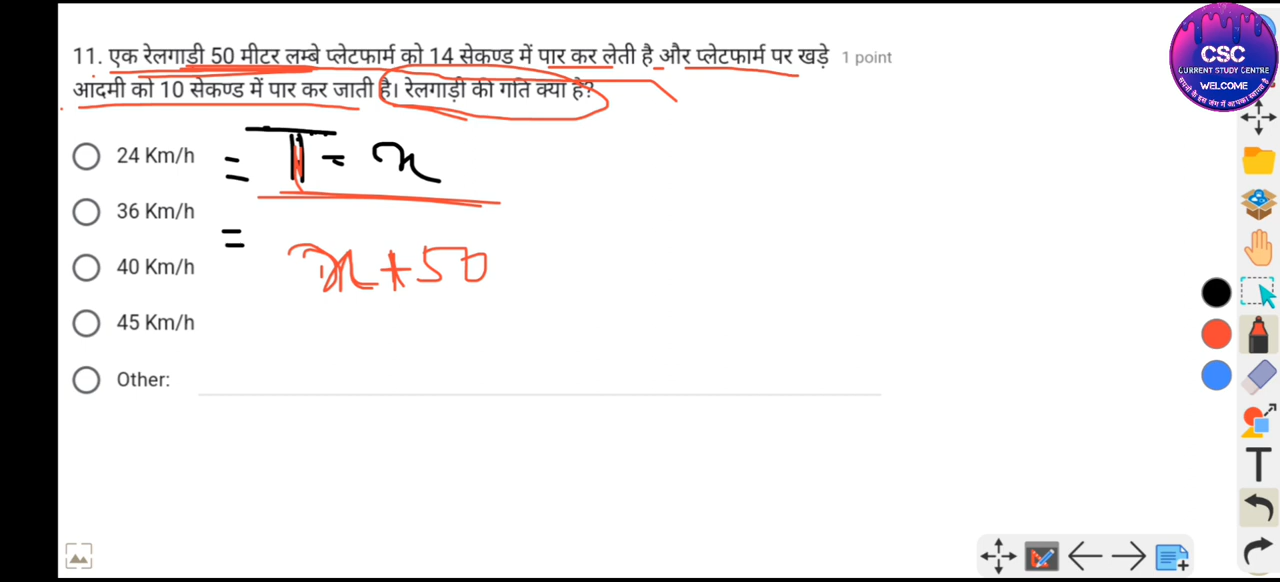 11. एक रेलगाड़ी 50 मीटर लम्बे प्लेटफार्म को 14 सेकण्ड में पार कर लेती है और प्लेटफार्म पर खड़े 1 point
आदमी को 10 सेकण्ड में पार कर जाती है। रेलगाड़ी की गति क्या है?
24 Km/h
36 Km/h
40 Km/h
45 Km/h
Other:
= T = x
=
x+50
CSC
CURRENT STUDY CENTRE
WELCOME
T